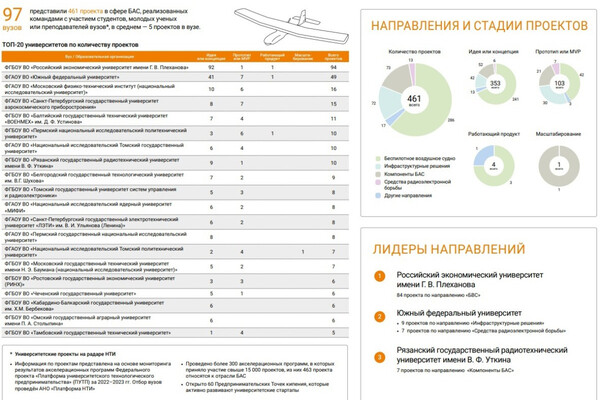 97 вузов
представили 461 проекта в сфере БАС, реализованных
командами с участием студентов, молодых ученых
или преподавателей вузов*, в среднем — 5 проектов в вузе.
ТОП-20 университетов по количеству проектов
Вуз / Образовательная организация Идея или концепция Прототип или MVP Работающий продукт Масштабирование Всего проектов
ФГБОУ ВО «Российский экономический университет имени Г. В. Плеханова» 92 1 1 94
ФГАОУ ВО «Южный федеральный университет» 41 7 1 49
ФГАОУ ВО «Московский физико-технический институт (национальный
исследовательский университет)» 10 6 16
ФГАОУ ВО «Санкт-Петербургский государственный университет
аэрокосмического приборостроения» 8 7 15
ФГБОУ ВО «Балтийский государственный технический университет
«ВОЕНМЕХ» им. Д. Ф. Устинова» 7 4 11
ФГАОУ ВО «Пермский национальный исследовательский политехнический
университет» 3 6 1 10
ФГАОУ ВО «Национальный исследовательский Томский государственный
университет» 6 4 10
ФГБОУ ВО «Рязанский государственный радиотехнический университет
имени В. Ф. Уткина» 9 1 10
ФГБОУ ВО «Белгородский государственный технологический университет
им. В.Г. Шухова» 7 2 9
ФГБОУ ВО «Томский государственный университет систем управления
и радиоэлектроники» 5 3 8
ФГАОУ ВО «Национальный исследовательский ядерный университет
«МИФИ» 6 2 8
ФГАОУ ВО «Санкт-Петербургский государственный электротехнический
университет «ЛЭТИ» им. В. И. Ульянова (Ленина)» 6 2 8
ФГАОУ ВО «Пермский государственный национальный исследовательский
университет» 8 8
ФГАОУ ВО «Национальный исследовательский Томский политехнический
университет» 2 4 1 7
ФГБОУ ВО «Московский государственный технический университет
имени Н. Э. Баумана (национальный исследовательский университет)» 5 2 7
ФГБОУ ВО «Ростовский государственный экономический университет
(РИНХ)» 3 3 6
ФГБОУ ВО «Чеченский государственный университет» 5 1 6
ФГБОУ ВО «Кабардино-Балкарский государственный университет
им. Х.М. Бербекова» 6 6
ФГБОУ ВО «Омский государственный аграрный университет
имени П. А. Столыпина» 6 6
ФГБОУ ВО «Тамбовский государственный технический университет» 1 4 5
* Университетские проекты на радаре НТИ
• Информация по проектам представлена на основе мониторинга
результатов акселерационных программ Федерального
проекта «Платформа университетского технологического
предпринимательства» (ПУТП) за 2022–2023 гг. Отбор вузов
проведён АНО «Платформа НТИ»
• Проведено более 300 акселерационных программ, в которых
приняло участие свыше 15 000 проектов, из них 463 проекта
относятся к отрасли БАС
• Открыто 60 Предпринимательских Точек кипения, которые
активно развивают университетские стартапы
НАПРАВЛЕНИЯ И СТАДИИ ПРОЕКТОВ
Количество проектов
461
ВСЕГО
Идея или концепция
353
ВСЕГО
Прототип или MVP
103
ВСЕГО
Работающий продукт
4
ВСЕГО
Масштабирование
1
ВСЕГО
Беспилотное воздушное судно
Инфраструктурные решения
Компоненты БАС
Средства радиоэлектронной
борьбы
Другие направления
ЛИДЕРЫ НАПРАВЛЕНИЙ
1 Российский экономический университет
имени Г. В. Плеханова
84 проекта по направлению «БВС»
2 Южный федеральный университет
• 9 проектов по направлению «Инфраструктурные решения»
• 7 проектов по направлению «Средства радиоэлектронной борьбы»
3 Рязанский государственный радиотехнический
университет имени В. Ф. Уткина
7 проектов по направлению «Компоненты БАС»